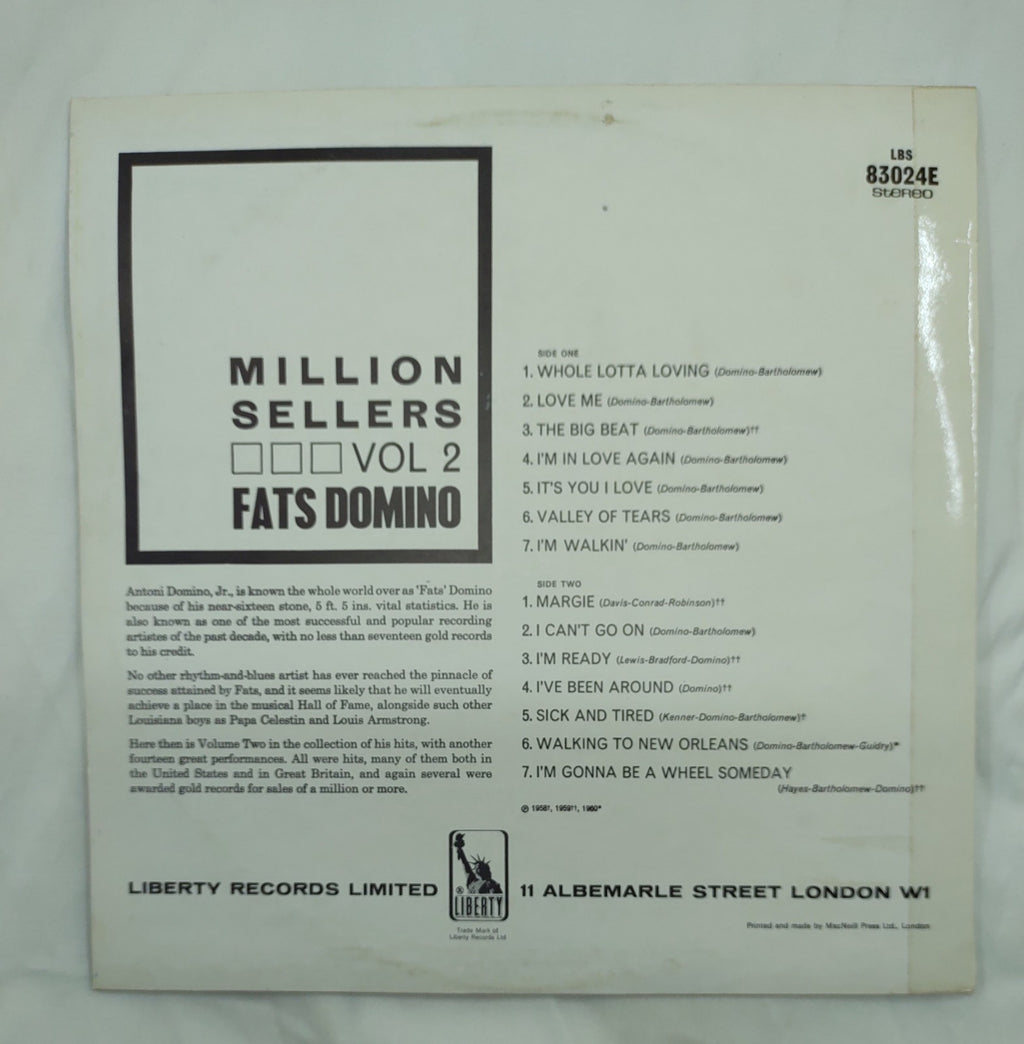 LBS
83024E
Stereo
MILLION
SELLERS
VOL 2
FATS DOMINO
Antoni Domino, Jr., is known the whole world over as 'Fats' Domino
because of his near-sixteen stone, 5 ft. 5 ins. vital statistics. He is
also known as one of the most successful and popular recording
artistes of the past decade, with no less than seventeen gold records
to his credit.
No other rhythm-and-blues artist has ever reached the pinnacle of
success attained by Fats, and it seems likely that he will eventually
achieve a place in the musical Hall of Fame, alongside such other
Louisiana boys as Papa Celestin and Louis Armstrong.
Here then is Volume Two in the collection of his hits, with another
fourteen great performances. All were hits, many of them both in
the United States and in Great Britain, and again several were
awarded gold records for sales of a million or more.
SIDE ONE
1. WHOLE LOTTA LOVING (Domino-Bartholomew)
2. LOVE ME (Domino-Bartholomew)
3. THE BIG BEAT (Domino-Bartholomew)††
4. I'M IN LOVE AGAIN (Domino-Bartholomew)
5. IT'S YOU I LOVE (Domino-Bartholomew)
6. VALLEY OF TEARS (Domino-Bartholomew)
7. I'M WALKIN' (Domino-Bartholomew)
SIDE TWO
1. MARGIE (Davis-Conrad-Robinson)††
2. I CAN'T GO ON (Domino-Bartholomew)
3. I'M READY (Lewis-Bradford-Domino)††
4. I'VE BEEN AROUND (Domino)††
5. SICK AND TIRED (Kenner-Domino-Bartholomew)†
6. WALKING TO NEW ORLEANS (Domino-Bartholomew-Guidry)*
7. I'M GONNA BE A WHEEL SOMEDAY
(Hayes-Bartholomew-Domino)††
℗ 1958†, 1959††, 1960*
LIBERTY RECORDS LIMITED
LIBERTY
11 ALBEMARLE STREET LONDON W1
Trade Mark of
Liberty Records Ltd
Printed and made by MacNeill Press Ltd., London